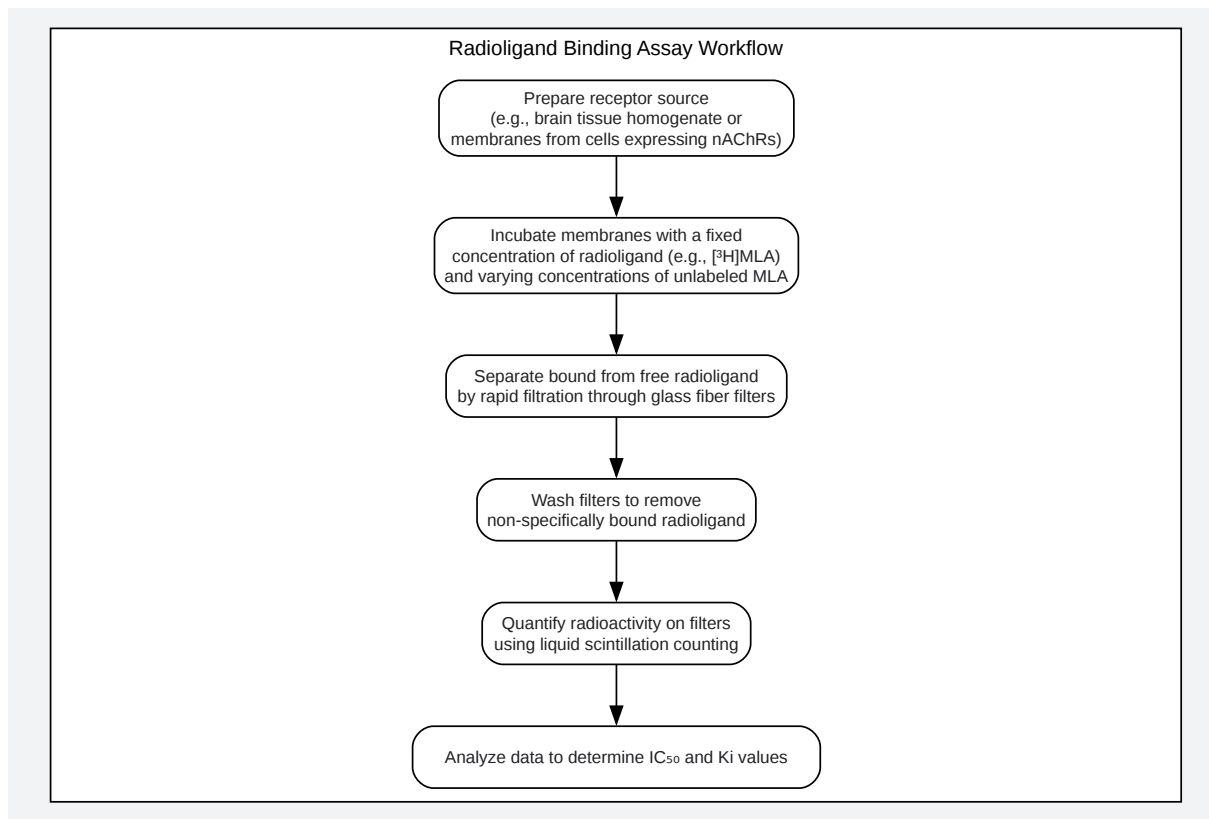 Radioligand Binding Assay Workflow
Prepare receptor source
(e.g., brain tissue homogenate or
membranes from cells expressing nAChRs)
Incubate membranes with a fixed
concentration of radioligand (e.g., [³H]MLA)
and varying concentrations of unlabeled MLA
Separate bound from free radioligand
by rapid filtration through glass fiber filters
Wash filters to remove
non-specifically bound radioligand
Quantify radioactivity on filters
using liquid scintillation counting
Analyze data to determine IC₅₀ and Ki values